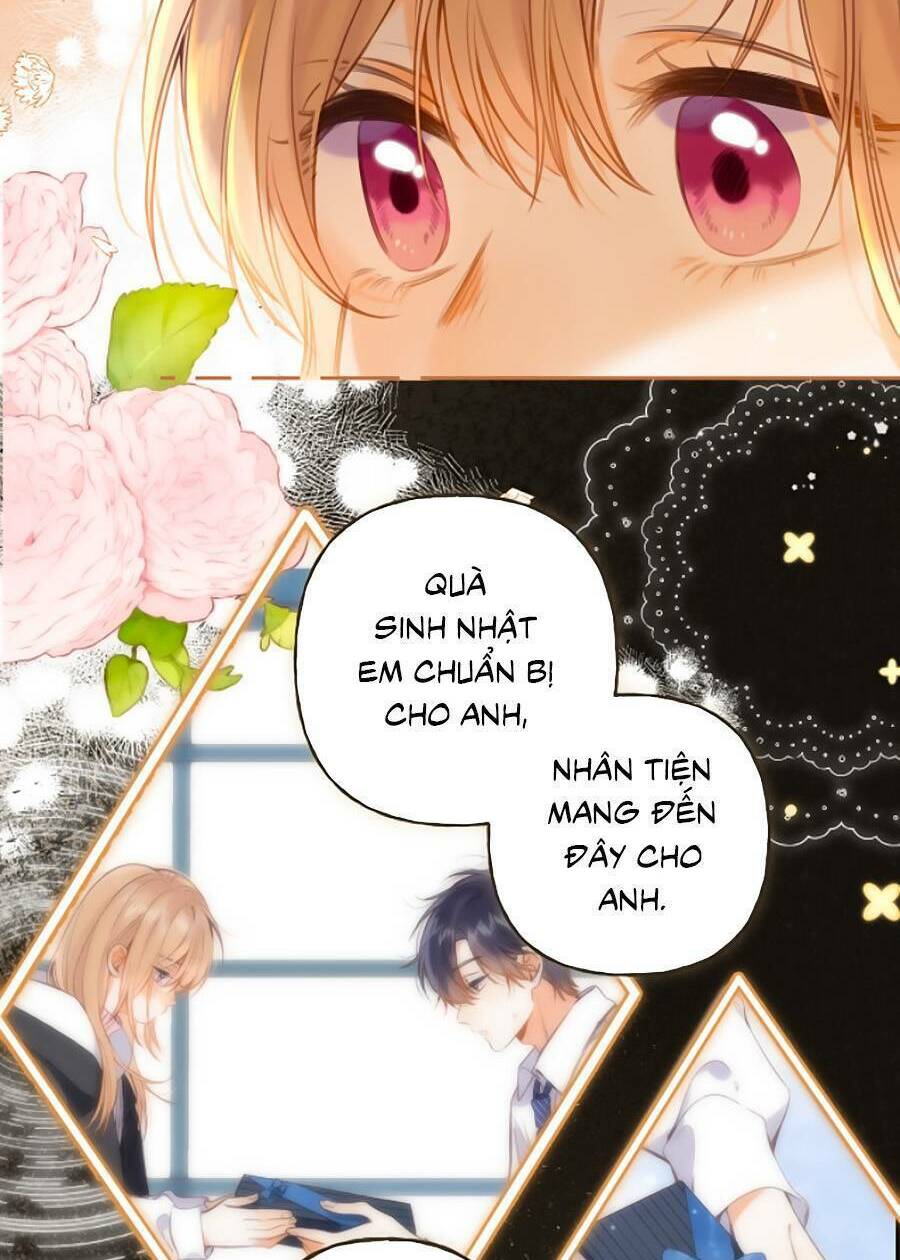 QUÀ
SINH NHẬT
EM CHUẨN BỊ
CHO ANH,
NHÂN TIỆN
MANG ĐẾN
ĐÂY CHO
ANH.